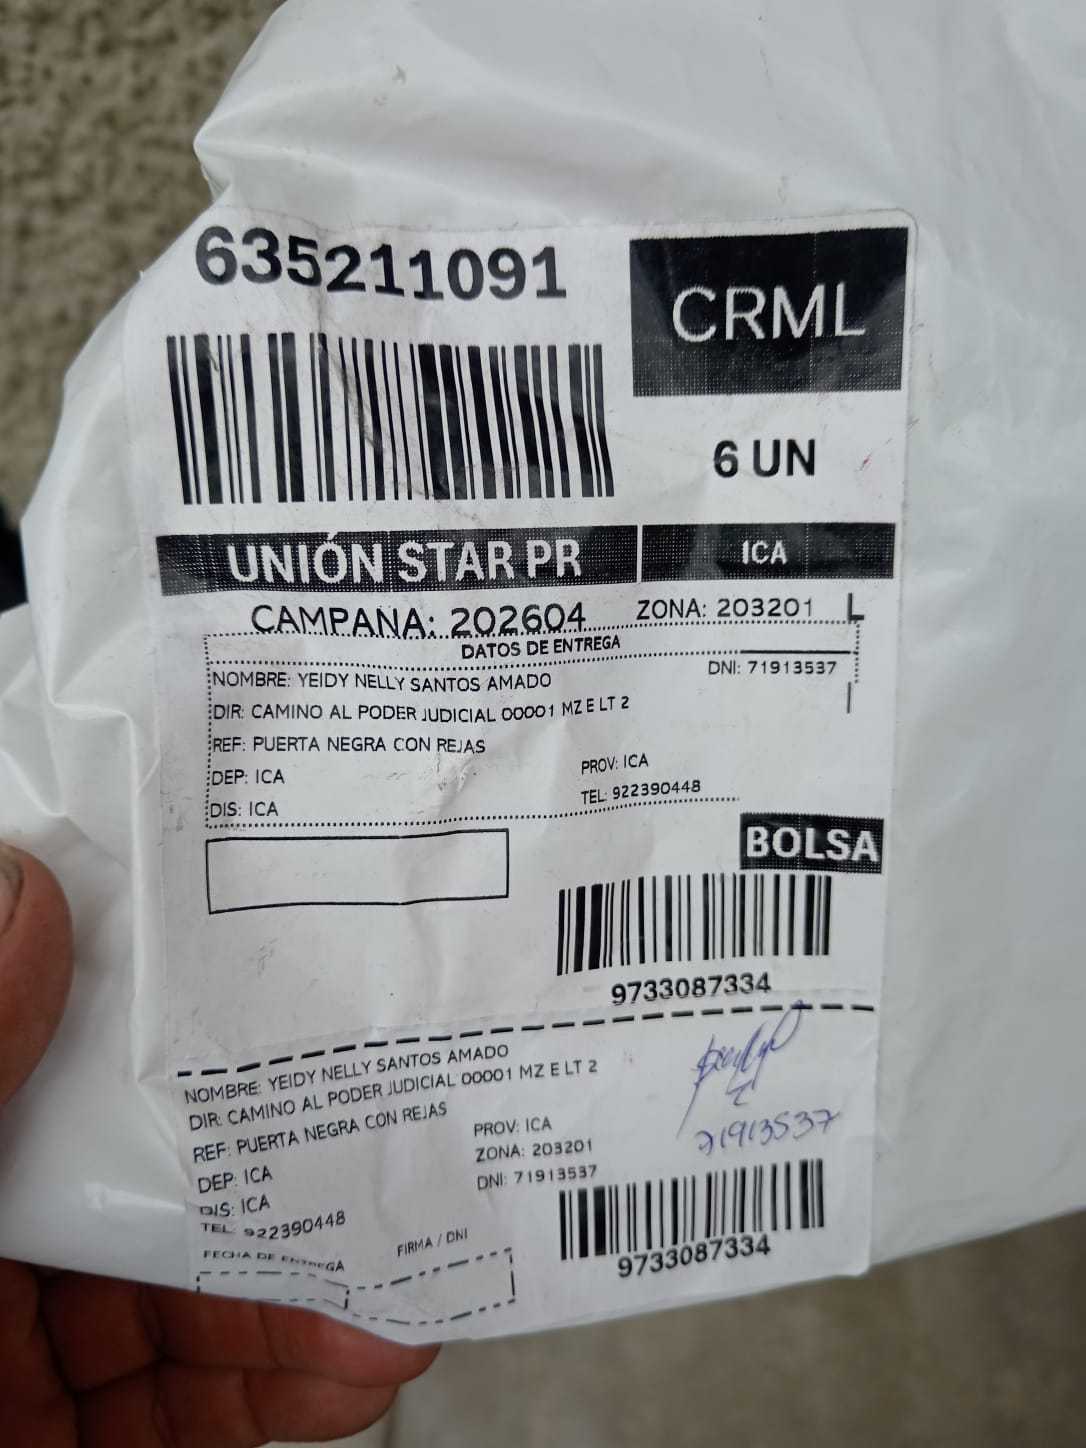 635211091
CRML
6 UN
UNIÓN STAR PR
ICA
CAMPANA: 202604
ZONA: 203201
L
DATOS DE ENTREGA
NOMBRE: YEIDY NELLY SANTOS AMADO
DNI: 71913537
DIR: CAMINO AL PODER JUDICIAL 00001 MZ E LT 2
REF: PUERTA NEGRA CON REJAS
DEP: ICA
PROV: ICA
DIS: ICA
TEL: 922390448
BOLSA
9733087334
NOMBRE: YEIDY NELLY SANTOS AMADO
DIR: CAMINO AL PODER JUDICIAL 00001 MZ E LT 2
REF: PUERTA NEGRA CON REJAS
PROV: ICA
DEP: ICA
ZONA: 203201
DIS: ICA
DNI: 71913537
TEL: 922390448
71913537
FECHA DE ENTREGA
FIRMA / DNI
9733087334